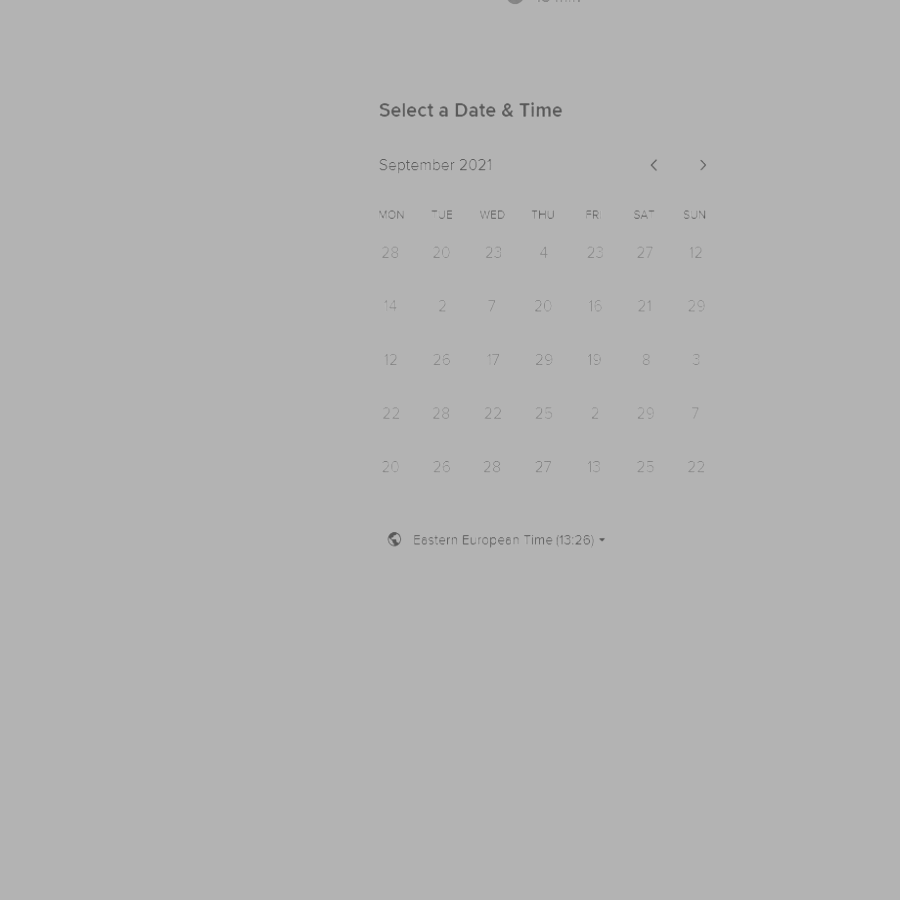 Select a Date & Time
September 2021
MON TUE WED THU FRI SAT SUN
28 20 23 4 23 27 12
14 2 7 20 16 21 29
12 26 17 29 19 8 3
22 28 22 25 2 29 7
20 26 28 27 13 25 22
Eastern European Time (13:26)